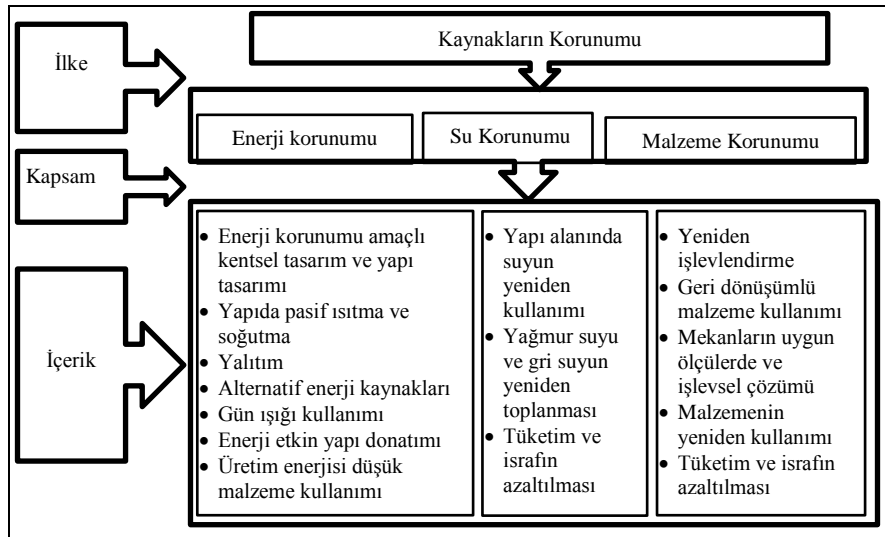 İlke
Kaynakların Korunumu
Enerji korunumu
Su Korunumu
Malzeme Korunumu
Kapsam
İçerik
• Enerji korunumu amaçlı
kentsel tasarım ve yapı
tasarımı
• Yapıda pasif ısıtma ve
soğutma
• Yalıtım
• Alternatif enerji kaynakları
• Gün ışığı kullanımı
• Enerji etkin yapı donatımı
• Üretim enerjisi düşük
malzeme kullanımı
• Yapı alanında
suyun
yeniden
kullanımı
• Yağmur suyu
ve gri suyun
yeniden
toplanması
• Tüketim ve
israfın
azaltılması
• Yeniden
işlevlendirme
• Geri dönüşümlü
malzeme kullanımı
• Mekanların uygun
ölçülerde ve
işlevsel çözümü
• Malzemenin
yeniden kullanımı
• Tüketim ve israfın
azaltılması